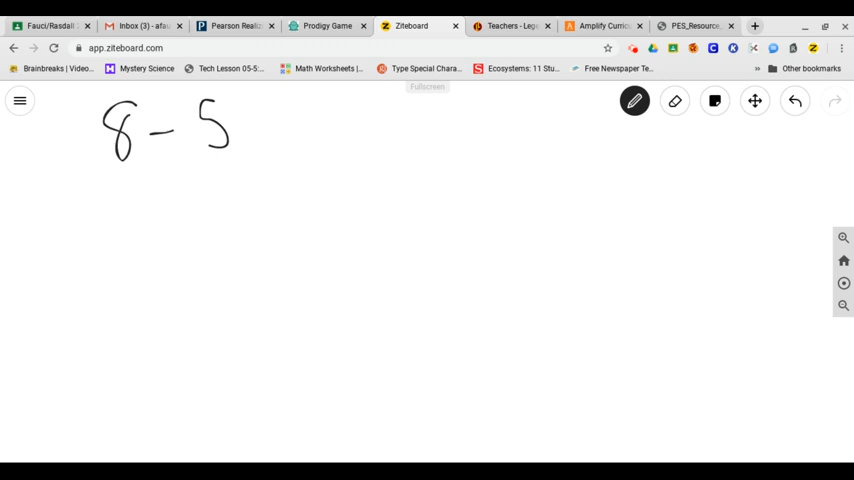 Fauci/Rasdall
Inbox (3) - afau
Pearson Realiz
Prodigy Game
Ziteboard
Teachers - Lege
Amplify Curricu
PES_Resource_
app.ziteboard.com
Brainbreaks | Video...
Mystery Science
Tech Lesson 05-5:...
Math Worksheets|...
Type Special Chara...
Ecosystems: 11 Stu...
Free Newspaper Te...
» Other bookmarks
Fullscreen
8 - 5